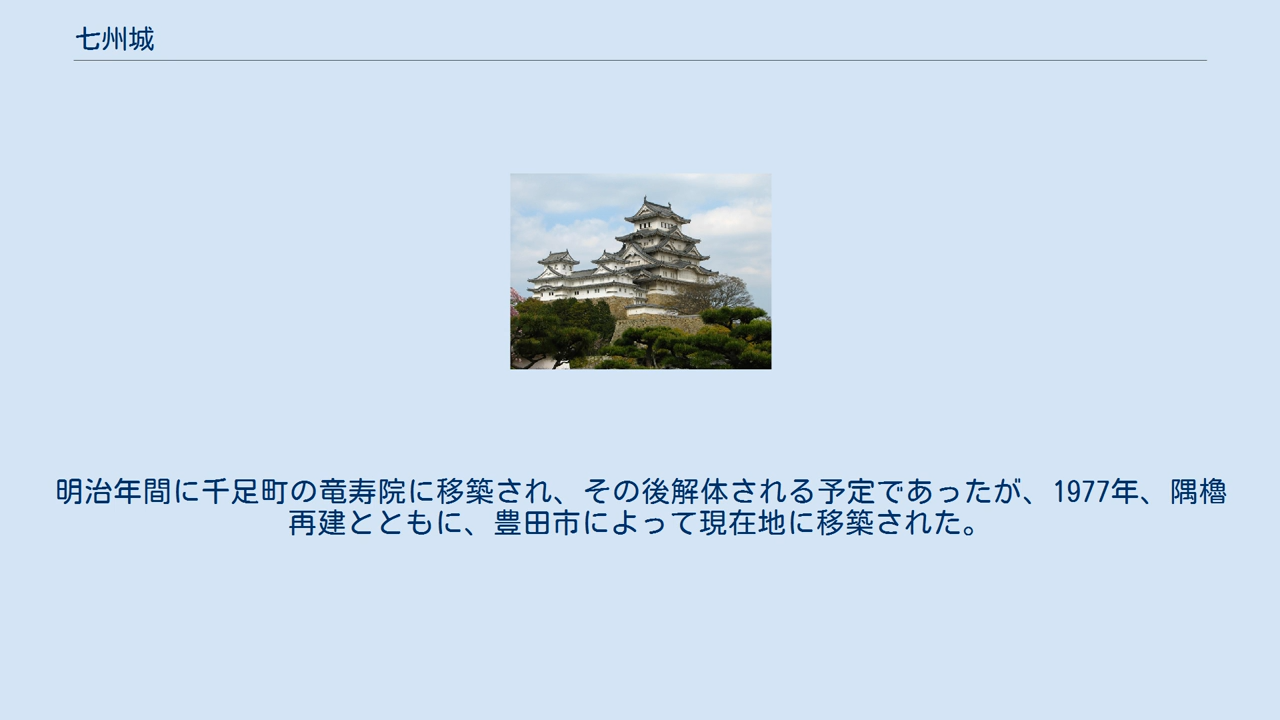 七州城
明治年間に千足町の竜寿院に移築され、その後解体される予定であったが、1977年、隅櫓
再建とともに、豊田市によって現在地に移築された。